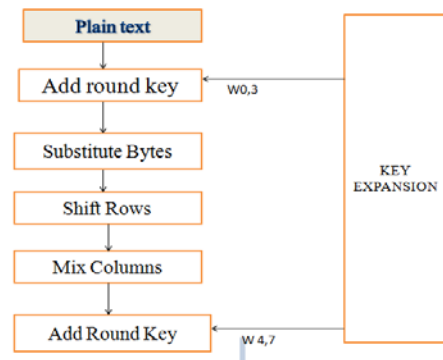 Plain text
Add round key
W0,3
Substitute Bytes
Shift Rows
KEY
EXPANSION
Mix Columns
Add Round Key
W 4,7